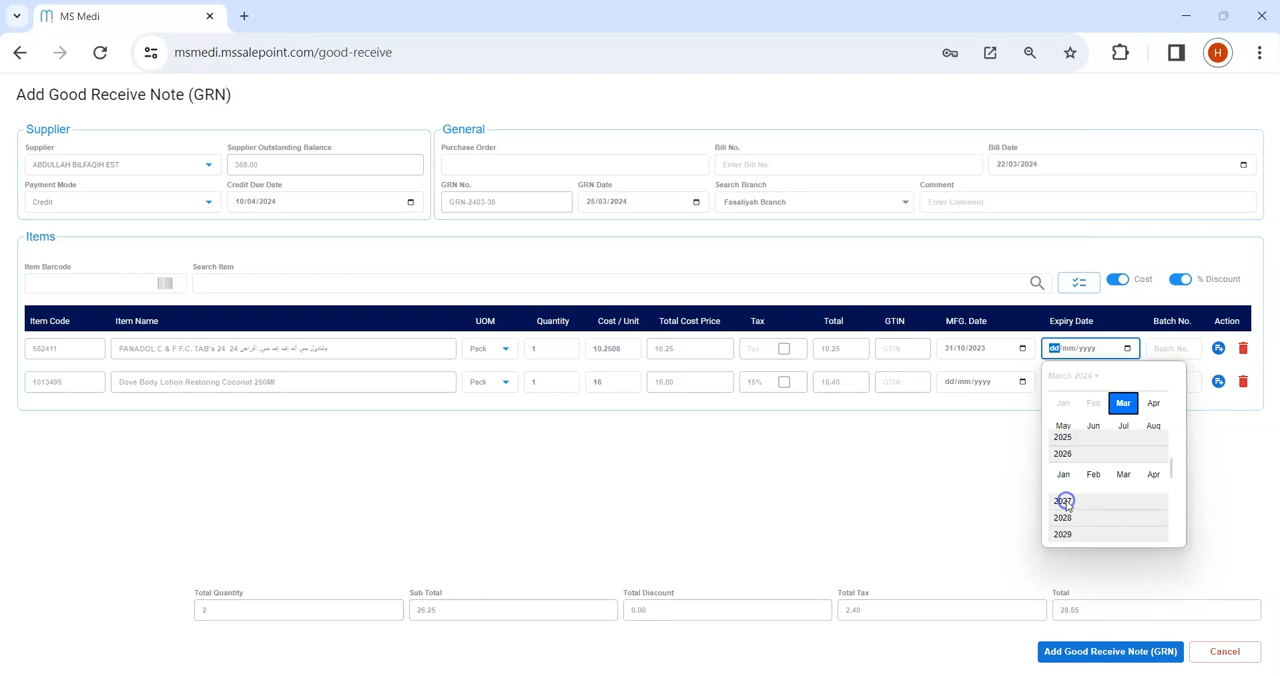 MS Medi
msmedi.mssalepoint.com/good-receive
H
Add Good Receive Note (GRN)
Supplier
General
Supplier
Supplier Outstanding Balance
Purchase Order
Bill No.
Bill Date
ABDULLAH BILFAQIH EST
368.00
Enter Bill No.
22/03/2024
Payment Mode
Credit Due Date
GRN No.
GRN Date
Search Branch
Comment
Credit
10/04/2024
GRN-2403-38
25/03/2024
Fasaliyah Branch
Enter Comment
Items
Item Barcode
Search Item
Cost
% Discount
Item Code Item Name UOM Quantity Cost / Unit Total Cost Price Tax Total GTIN MFG. Date Expiry Date Batch No. Action
582411 PANADOL C & F F.C. TAB's 24 24 Pack 1 10.2508 10.25 Tax 10.25 GTIN 31/10/2023 dd/mm/yyyy Batch No.
1013495 Dove Body Lotion Restoring Coconut 250Ml Pack 1 16 16.00 15% 18.40 GTIN dd/mm/yyyy
March 2024
Jan Feb Mar Apr
May Jun Jul Aug
2025
2026
Jan Feb Mar Apr
2027
2028
2029
Total Quantity
Sub Total
Total Discount
Total Tax
Total
2
26.25
0.00
2.40
28.65
Add Good Receive Note (GRN)
Cancel